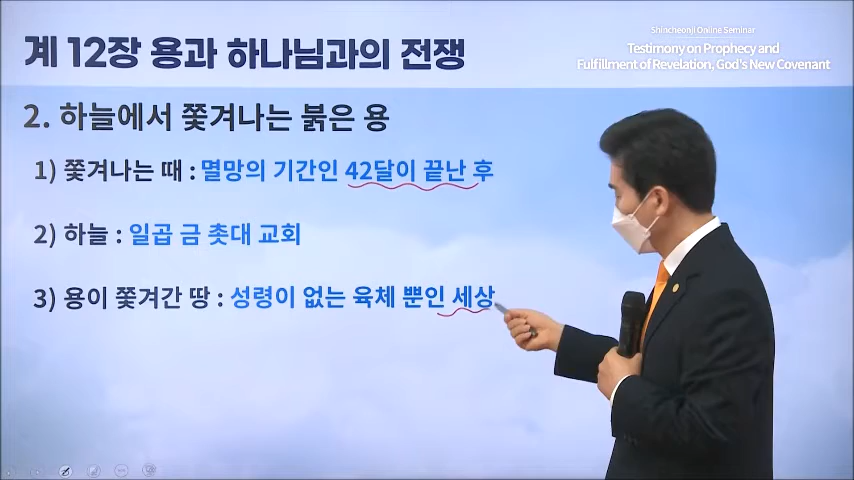 계 12장 용과 하나님과의 전쟁
Shincheonji Online Seminar
Testimony on Prophecy and
Fulfillment of Revelation, God's New Covenant
2. 하늘에서 쫓겨나는 붉은 용
1) 쫓겨나는 때 : 멸망의 기간인 42달이 끝난 후
2) 하늘 : 일곱 금 촛대 교회
3) 용이 쫓겨간 땅 : 성령이 없는 육체 뿐인 세상